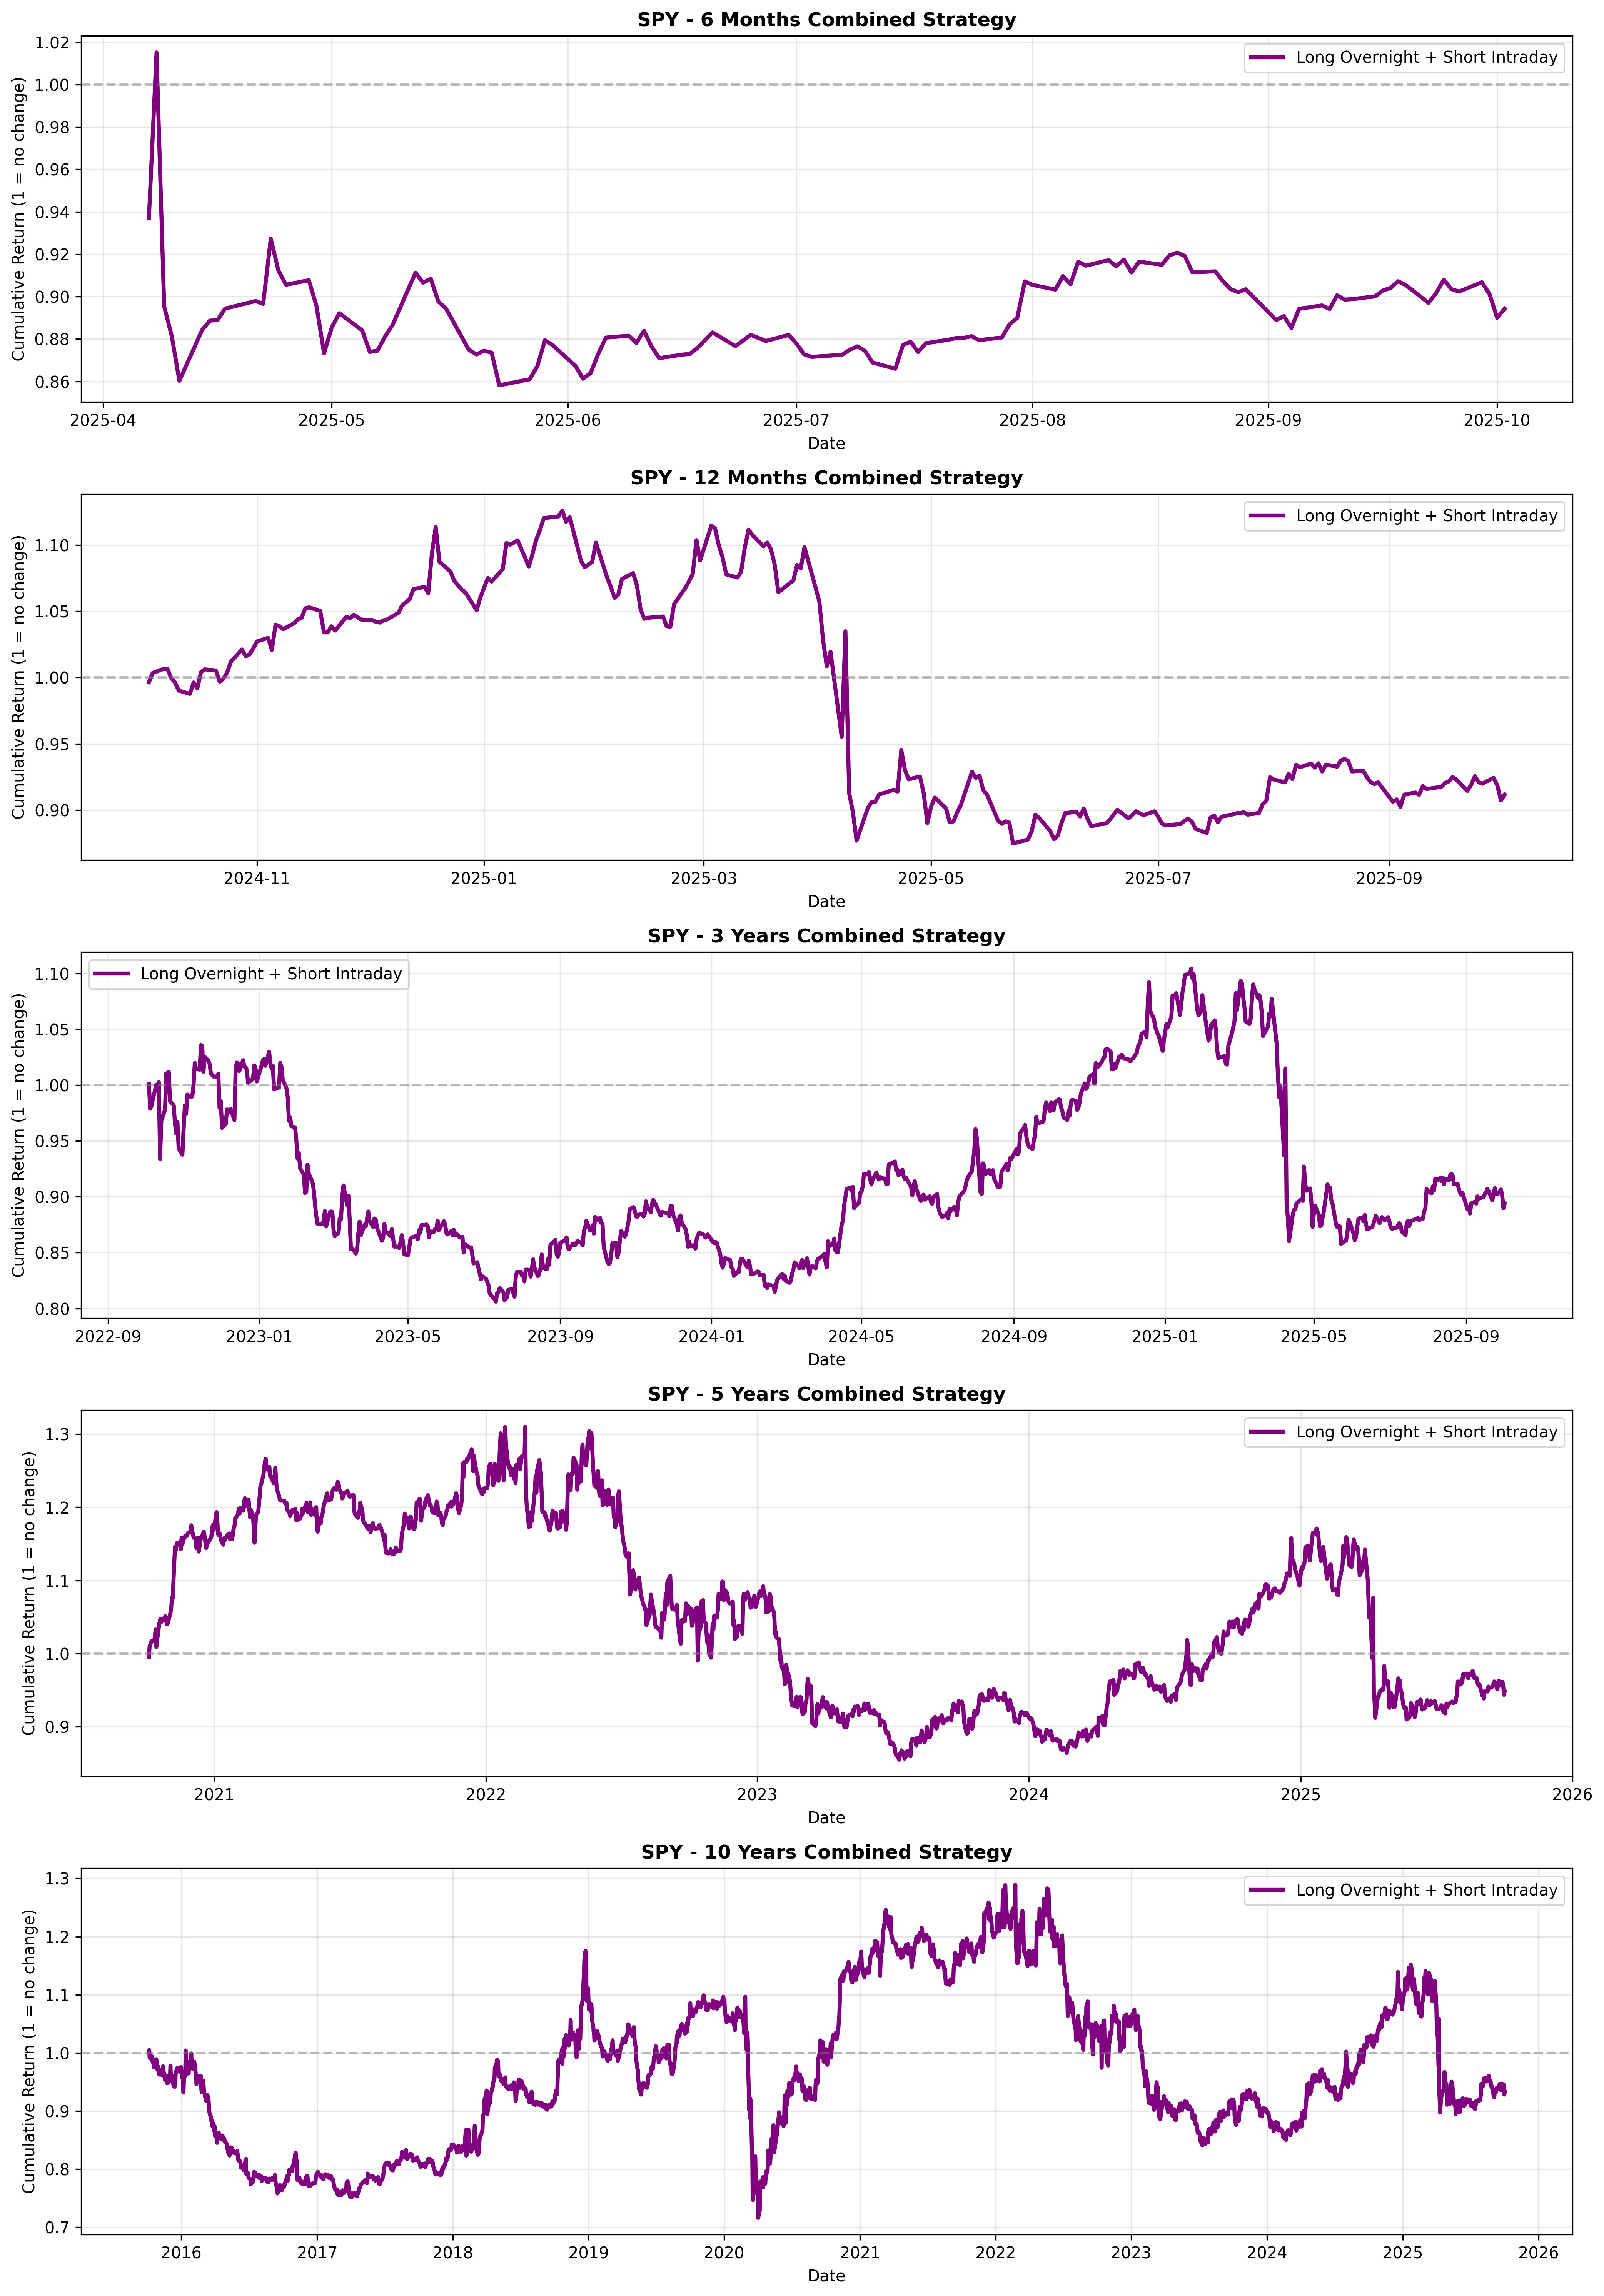 SPY - 6 Months Combined Strategy
Cumulative Return (1 = no change)
1.02
1.00
0.98
0.96
0.94
0.92
0.90
0.88
0.86
Long Overnight + Short Intraday
2025-04 2025-05 2025-06 2025-07 2025-08 2025-09 2025-10
Date
SPY - 12 Months Combined Strategy
Cumulative Return (1 = no change)
1.10
1.05
1.00
0.95
0.90
Long Overnight + Short Intraday
2024-11 2025-01 2025-03 2025-05 2025-07 2025-09
Date
SPY - 3 Years Combined Strategy
Cumulative Return (1 = no change)
1.10
1.05
1.00
0.95
0.90
0.85
0.80
Long Overnight + Short Intraday
2022-09 2023-01 2023-05 2023-09 2024-01 2024-05 2024-09 2025-01 2025-05 2025-09
Date
SPY - 5 Years Combined Strategy
Cumulative Return (1 = no change)
1.3
1.2
1.1
1.0
0.9
Long Overnight + Short Intraday
2021 2022 2023 2024 2025 2026
Date
SPY - 10 Years Combined Strategy
Cumulative Return (1 = no change)
1.3
1.2
1.1
1.0
0.9
0.8
0.7
Long Overnight + Short Intraday
2016 2017 2018 2019 2020 2021 2022 2023 2024 2025 2026
Date